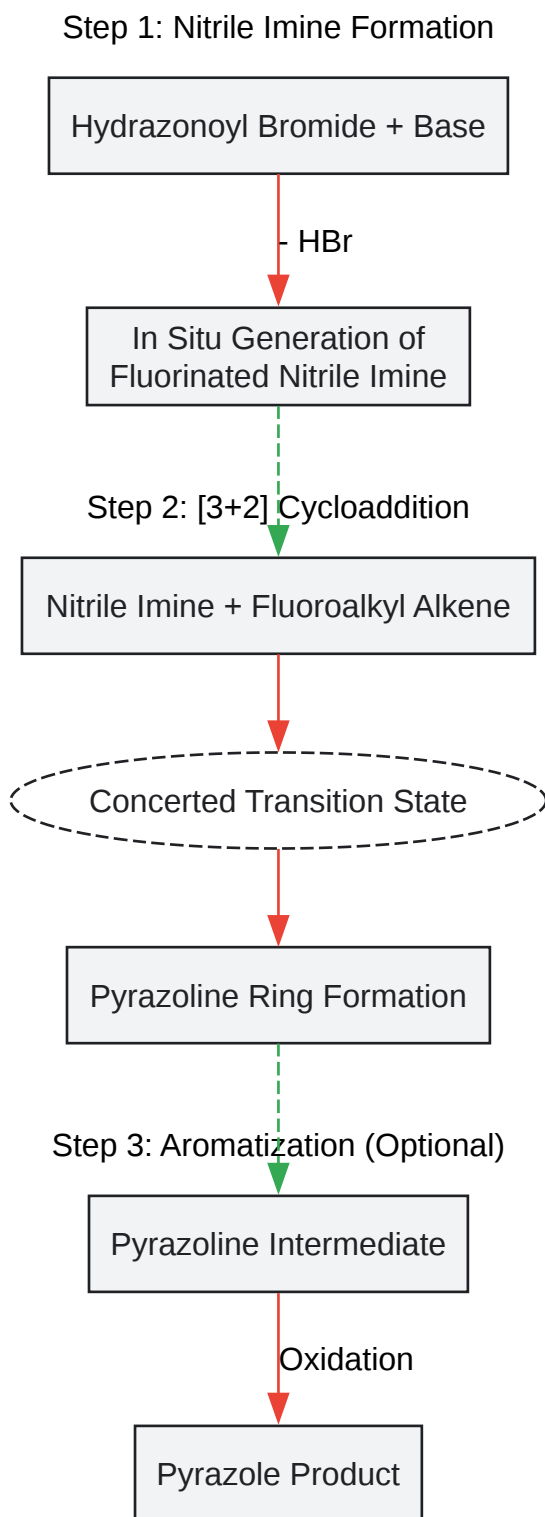 Step 1: Nitrile Imine Formation
Hydrazonoyl Bromide + Base
- HBr
In Situ Generation of
Fluorinated Nitrile Imine
Step 2: [3+2] Cycloaddition
Nitrile Imine + Fluoroalkyl Alkene
Concerted Transition State
Pyrazoline Ring Formation
Step 3: Aromatization (Optional)
Pyrazoline Intermediate
Oxidation
Pyrazole Product